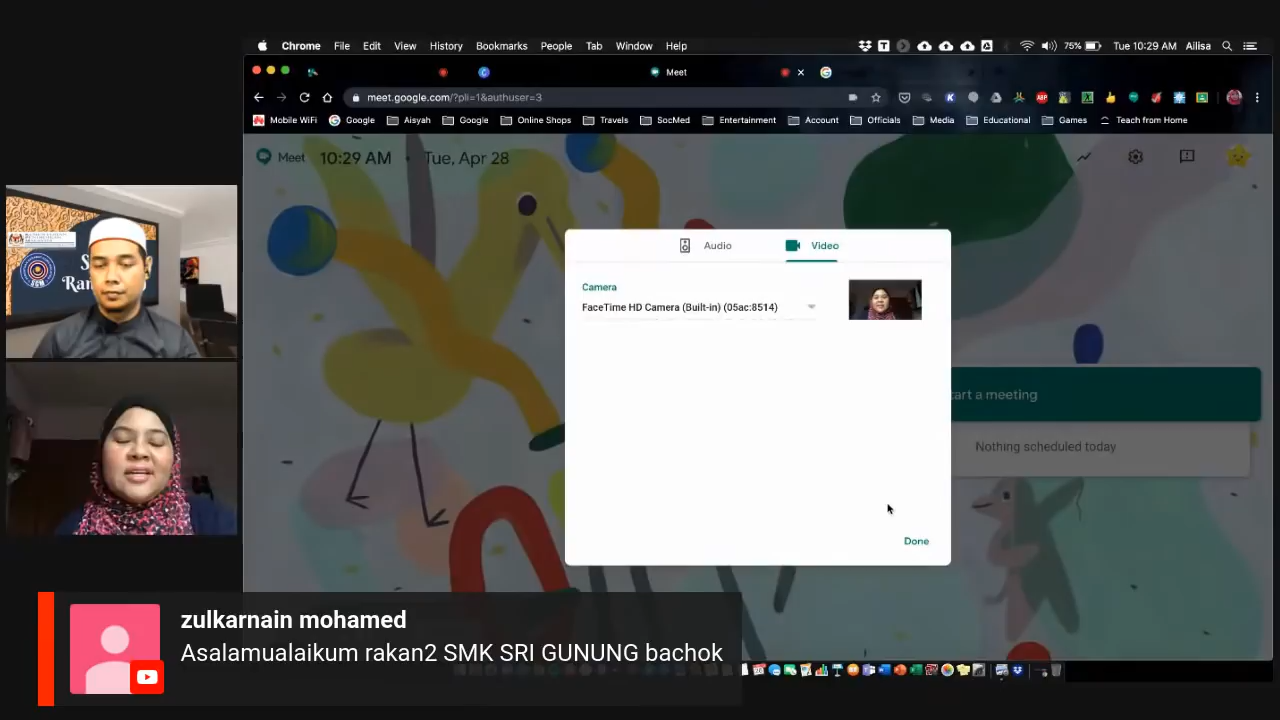 Chrome File Edit View History Bookmarks People Tab Window Help 75% Tue 10:29 AM Ailisa
Meet
meet.google.com/?pli=1&authuser=3
Mobile WiFi Google Aisyah Google Online Shops Travels SocMed Entertainment Account Officials Media Educational Games Teach from Home
Meet 10:29 AM • Tue, Apr 28
Audio Video
Camera
FaceTime HD Camera (Built-in) (05ac:8514)
tart a meeting
Nothing scheduled today
Done
zulkarnain mohamed
Asalamualaikum rakan2 SMK SRI GUNUNG bachok